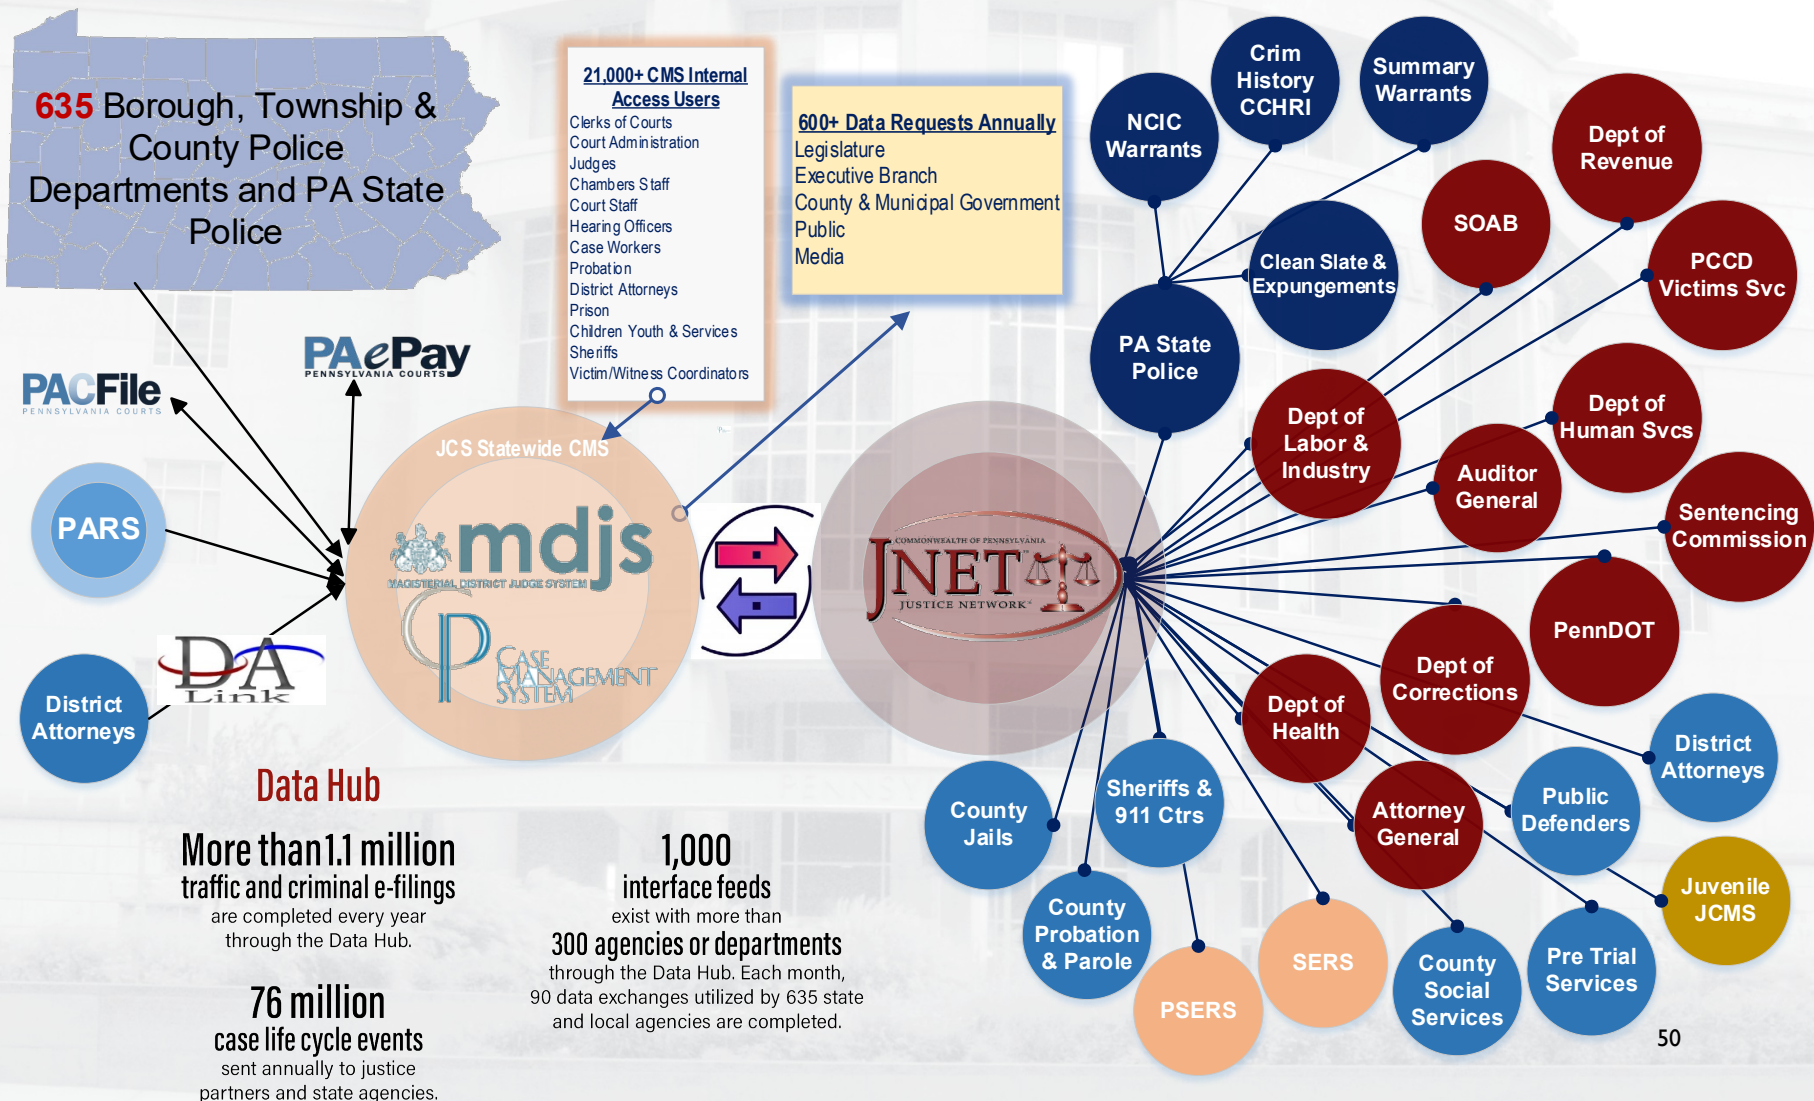 635 Borough, Township &
County Police
Departments and PA State
Police
21,000+ CMS Internal
Access Users
Clerks of Courts
Court Administration
Judges
Chambers Staff
Court Staff
Hearing Officers
Case Workers
Probation
District Attorneys
Prison
Children Youth & Services
Sheriffs
Victim/Witness Coordinators
600+ Data Requests Annually
Legislature
Executive Branch
County & Municipal Government
Public
Media
PACFile
PENNSYLVANIA COURTS
PAePay
PENNSYLVANIA COURTS
PARS
District
Attorneys
DA
Link
JCS Statewide CMS
mdjs
MAGISTERIAL DISTRICT JUDGE SYSTEM
CP
CASE
MANAGEMENT
SYSTEM
COMMONWEALTH OF PENNSYLVANIA
JNET™
JUSTICE NETWORK
NCIC
Warrants
Crim
History
CCHRI
Summary
Warrants
Clean Slate &
Expungements
PA State
Police
SOAB
Dept of
Revenue
PCCD
Victims Svc
Dept of
Labor &
Industry
Dept of
Human Svcs
Auditor
General
Sentencing
Commission
PennDOT
Dept of
Corrections
Dept of
Health
Attorney
General
District
Attorneys
Public
Defenders
Juvenile
JCMS
Pre Trial
Services
County
Social
Services
SERS
PSERS
Sheriffs &
911 Ctrs
County
Jails
County
Probation
& Parole
Data Hub
More than 1.1 million
traffic and criminal e-filings
are completed every year
through the Data Hub.
76 million
case life cycle events
sent annually to justice
partners and state agencies.
1,000
interface feeds
exist with more than
300 agencies or departments
through the Data Hub. Each month,
90 data exchanges utilized by 635 state
and local agencies are completed.
50